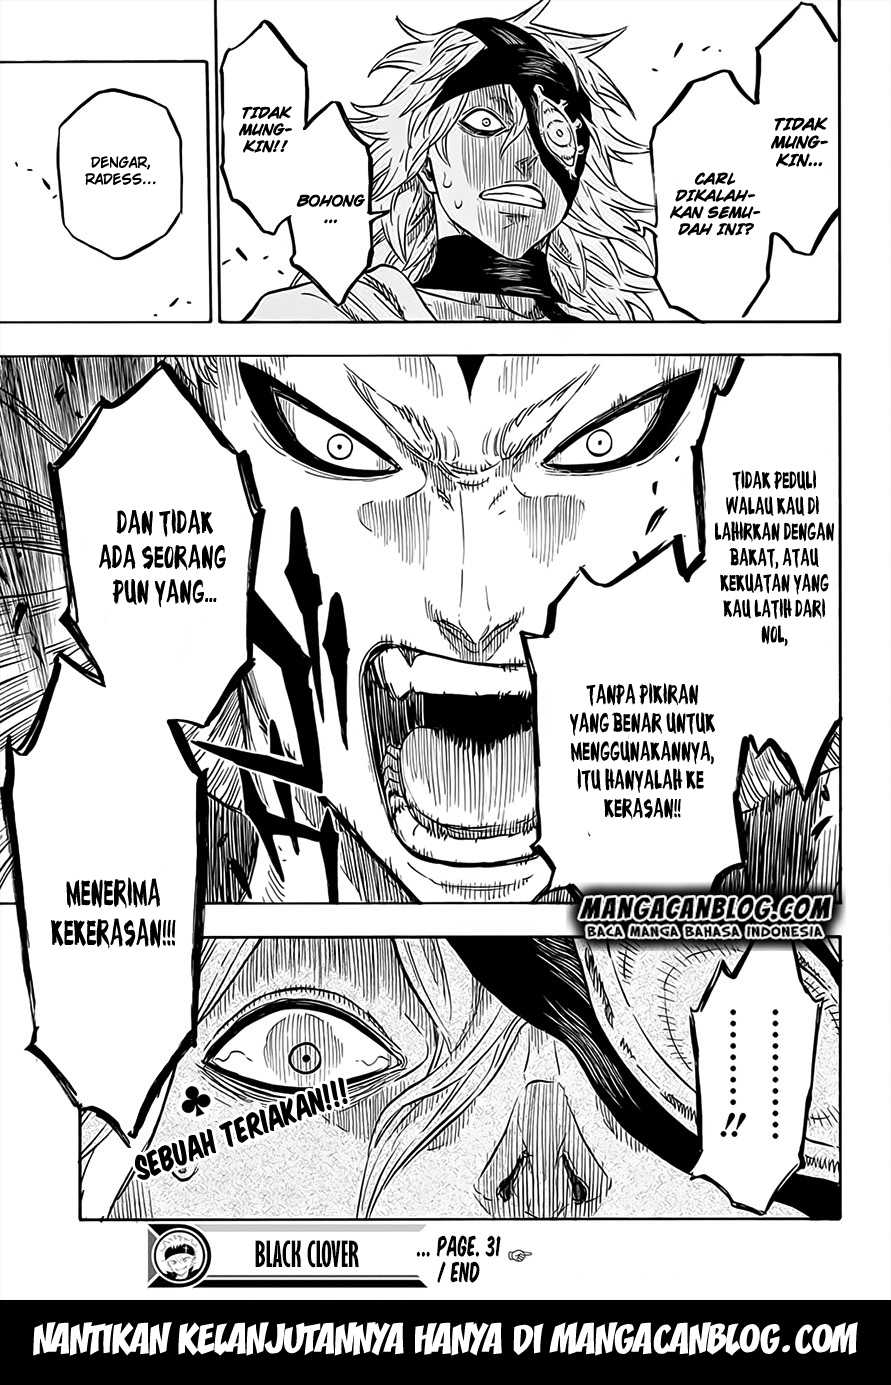 TIDAK
MUNG-
KIN...
CARL
DIKALAH-
KAN SEMU-
DAH INI?
TIDAK
MUNG-
KIN!!
BOHONG
...
DENGAR,
RADESS...
TIDAK PEDULI
WALAU KAU DI
LAHIRKAN DENGAN
BAKAT, ATAU
KEKUATAN YANG
KAU LATIH DARI
NOL,
TANPA PIKIRAN
YANG BENAR UNTUK
MENGGUNAKANNYA,
ITU HANYALAH KE
KERASAN!!
DAN TIDAK
ADA SEORANG
PUN YANG...
MENERIMA
KEKERASAN!!!
MANGACANBLOG.COM
BACA MANGA BAHASA INDONESIA
..................!!
SEBUAH TERIAKAN!!!
BLACK CLOVER
... PAGE. 31
/ END
NANTIKAN KELANJUTANNYA HANYA DI MANGACANBLOG.COM